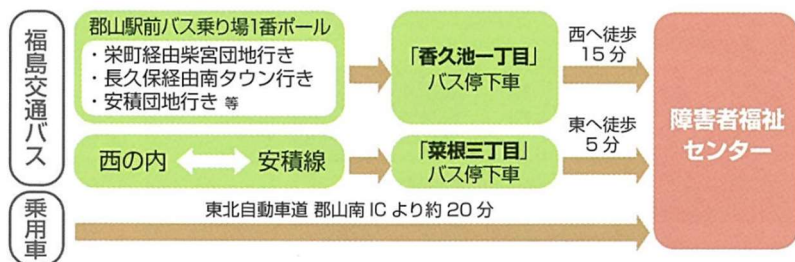 福島交通バス
郡山駅前バス乗り場1番ポール
・栄町経由柴宮団地行き
・長久保経由南タウン行き
・安積団地行き 等
「香久池一丁目」
バス停下車
西へ徒歩
15分
西の内 安積線
「菜根三丁目」
バス停下車
東へ徒歩
5分
障害者福祉
センター
乗用車
東北自動車道 郡山南ICより約20分